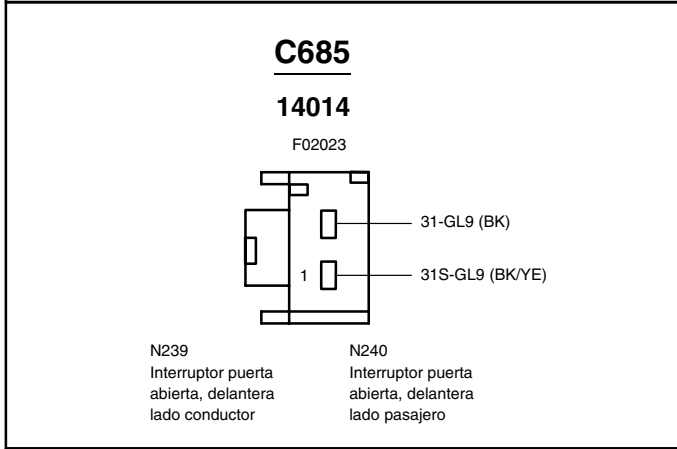 C685
14014
F02023
31-GL9 (BK)
1
31S-GL9 (BK/YE)
N239
Interruptor puerta
abierta, delantera
lado conductor
N240
Interruptor puerta
abierta, delantera
lado pasajero